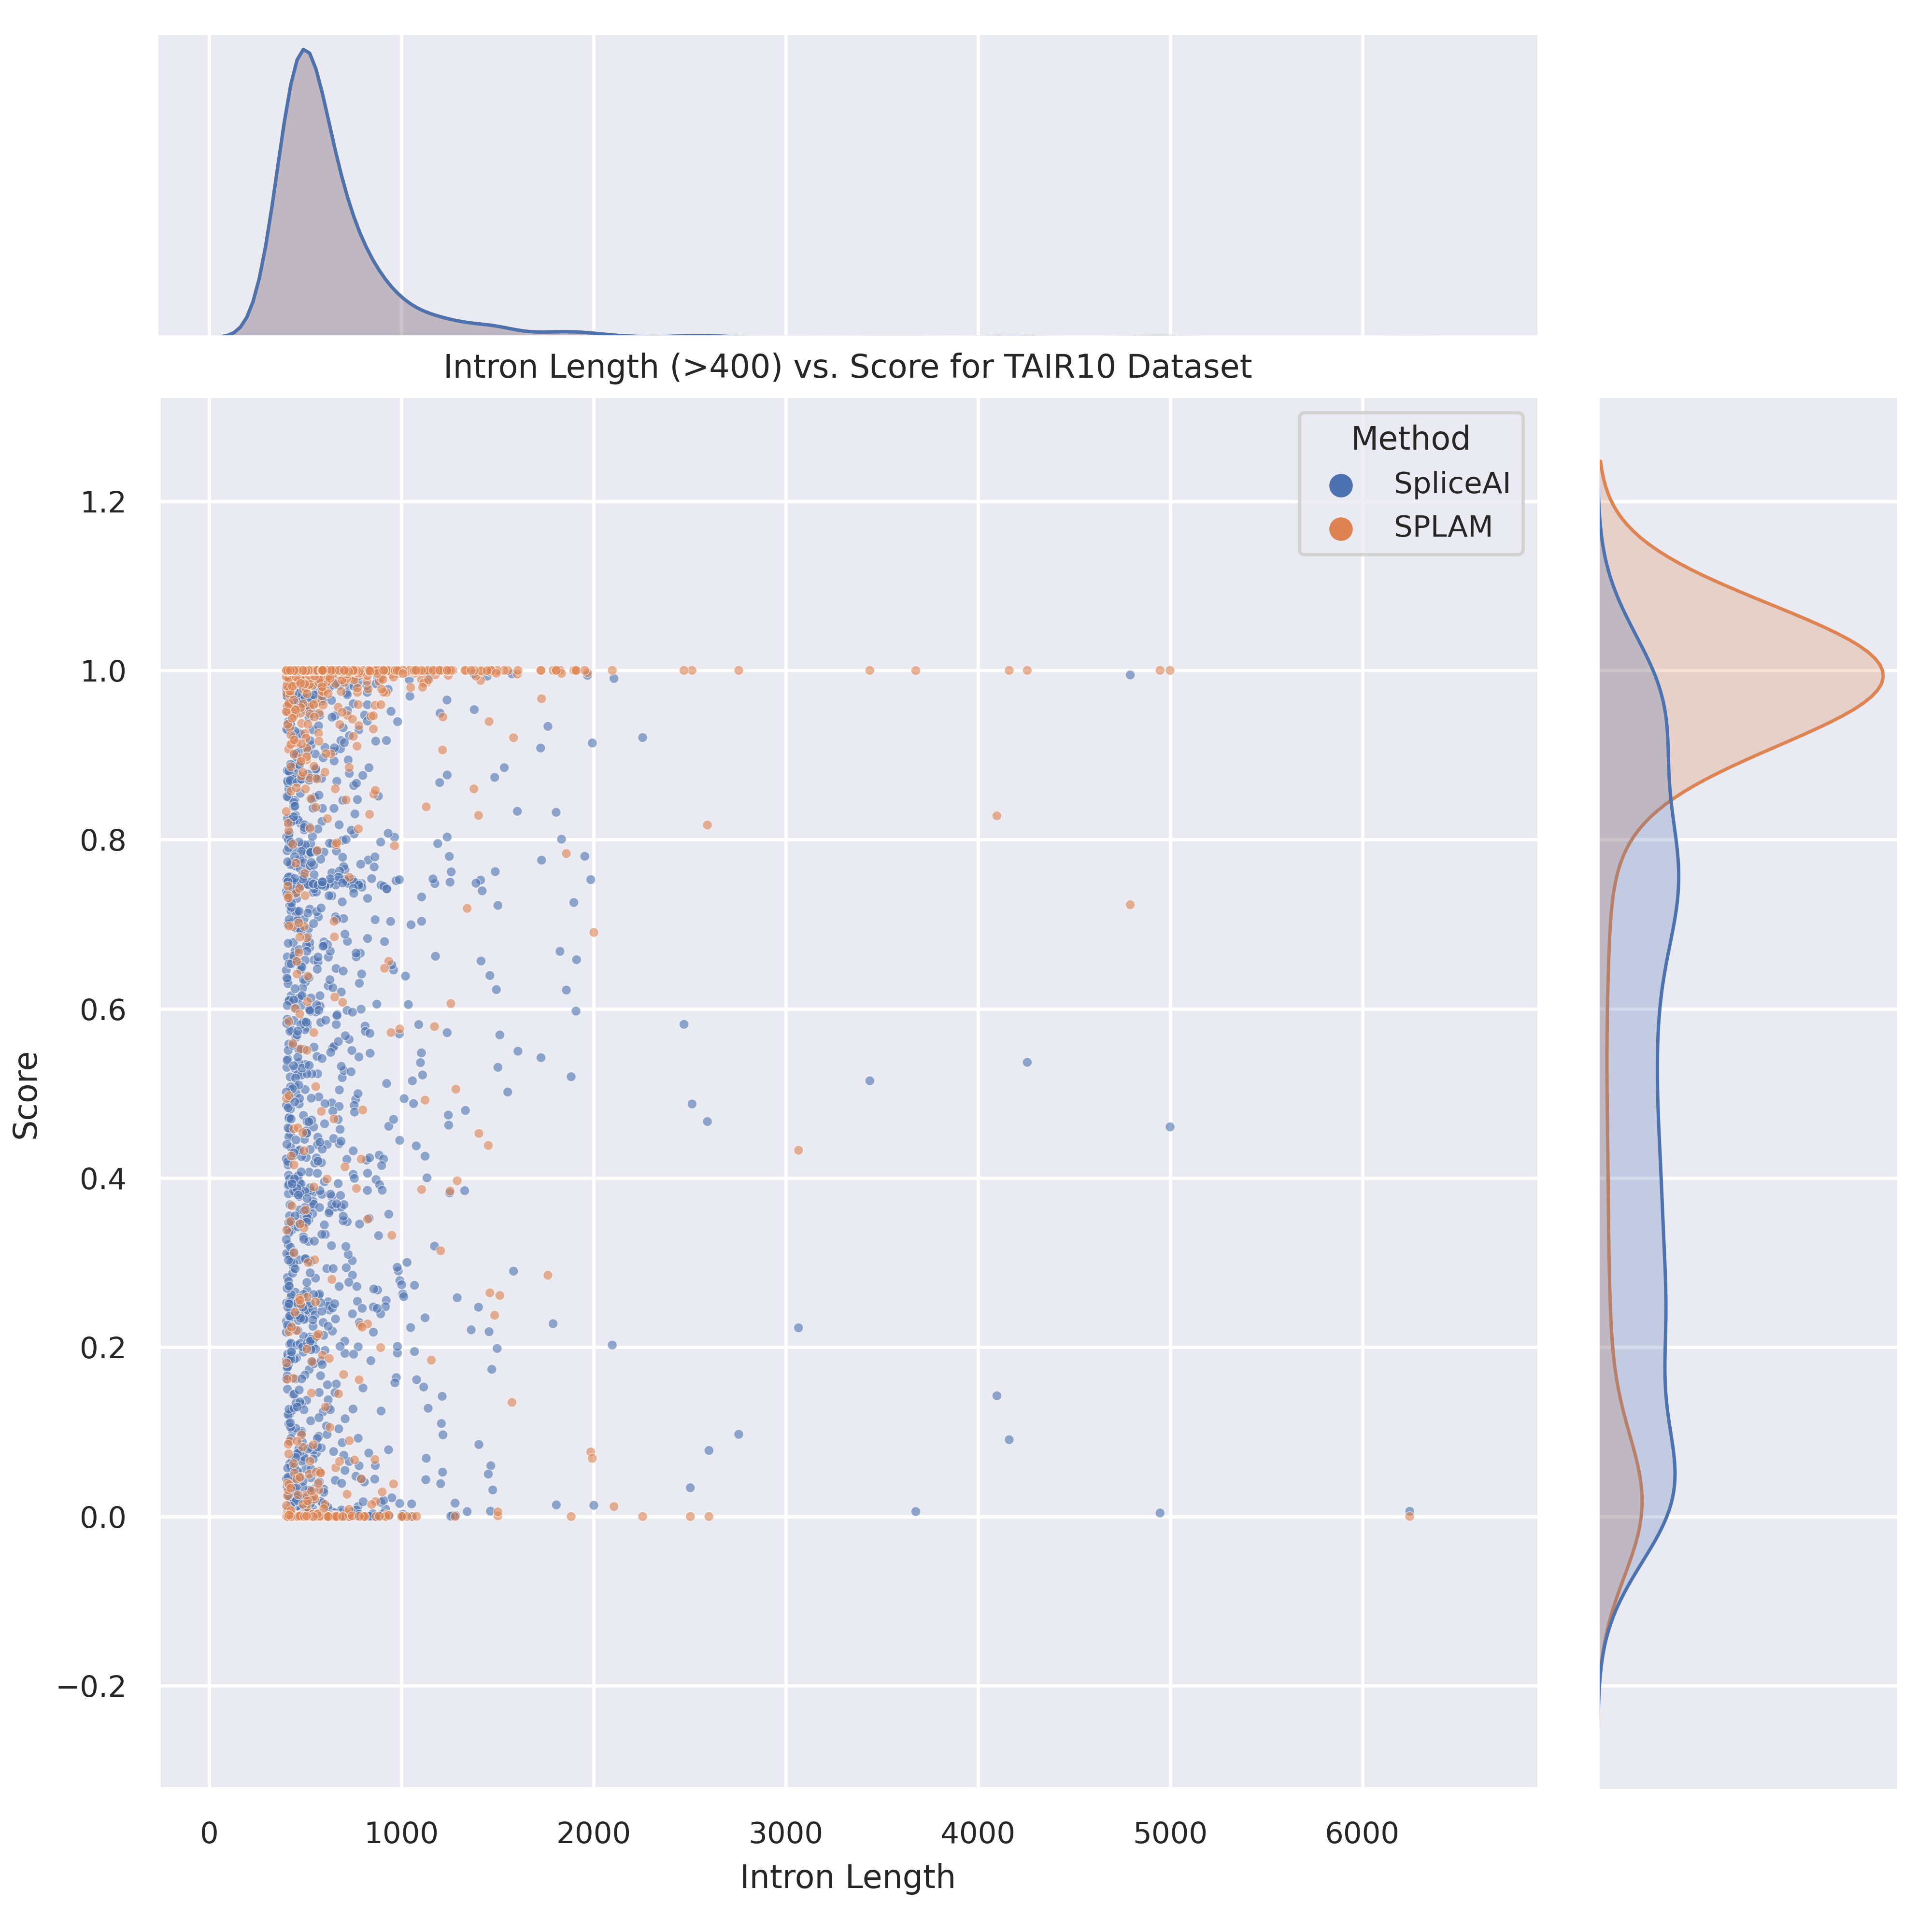 Intron Length (>400) vs. Score for TAIR10 Dataset
Method
SpliceAI
SPLAM
1.2
1.0
0.8
0.6
0.4
0.2
0.0
−0.2
Score
0 1000 2000 3000 4000 5000 6000
Intron Length